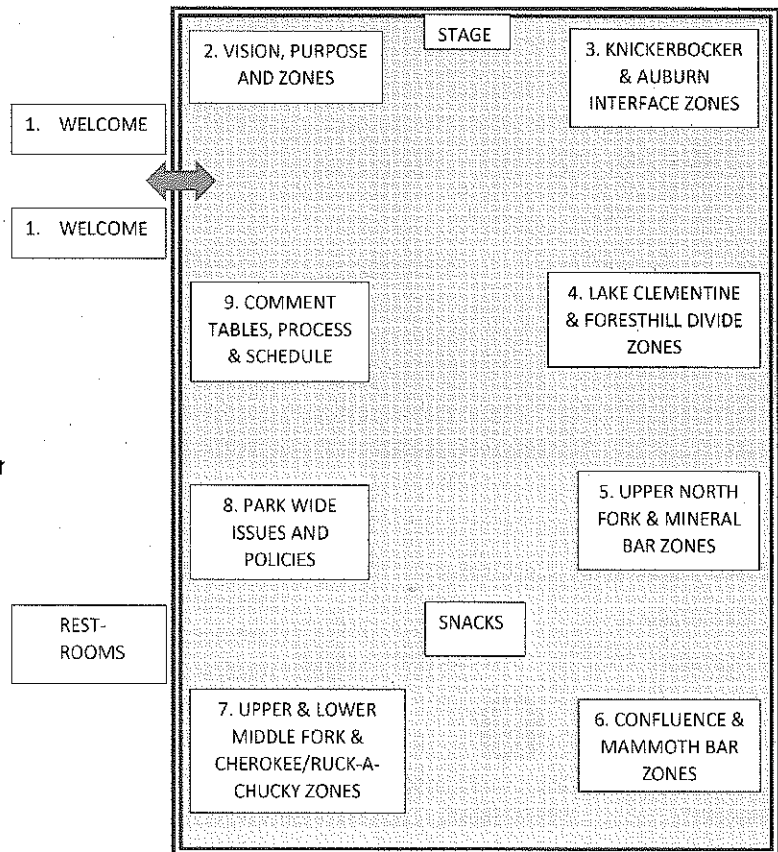 STAGE
2. VISION, PURPOSE
AND ZONES
3. KNICKERBOCKER
& AUBURN
INTERFACE ZONES
1. WELCOME
1. WELCOME
9. COMMENT
TABLES, PROCESS
& SCHEDULE
4. LAKE CLEMENTINE
& FORESTHILL DIVIDE
ZONES
r
8. PARK WIDE
ISSUES AND
POLICIES
5. UPPER NORTH
FORK & MINERAL
BAR ZONES
REST-
ROOMS
SNACKS
7. UPPER & LOWER
MIDDLE FORK &
CHEROKEE/RUCK-A-
CHUCKY ZONES
6. CONFLUENCE &
MAMMOTH BAR
ZONES